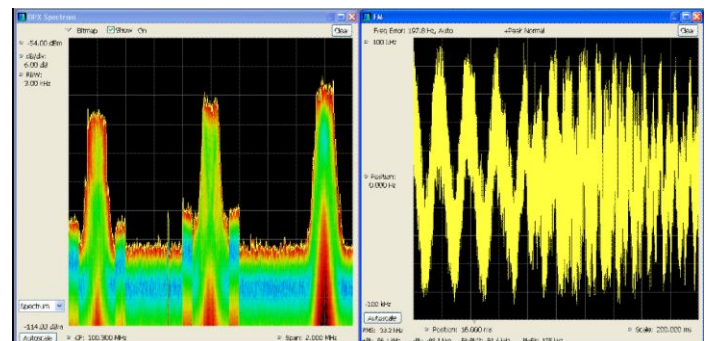 DPX Spectrum
Bitmap Show On
Clear
-54.00 dBm
dB/div:
6.00 dB
RBW:
3.00 kHz
Spectrum
-114.00 dBm
Autoscale
CF: 100.300 MHz
Span: 2.000 MHz
FM
Freq Error: 197.8 Hz, Auto
+Peak Normal
Clear
100 kHz
Position:
0.000 Hz
-100 kHz
Autoscale
Position: 16.000 ms
Scale: 200.000 ms